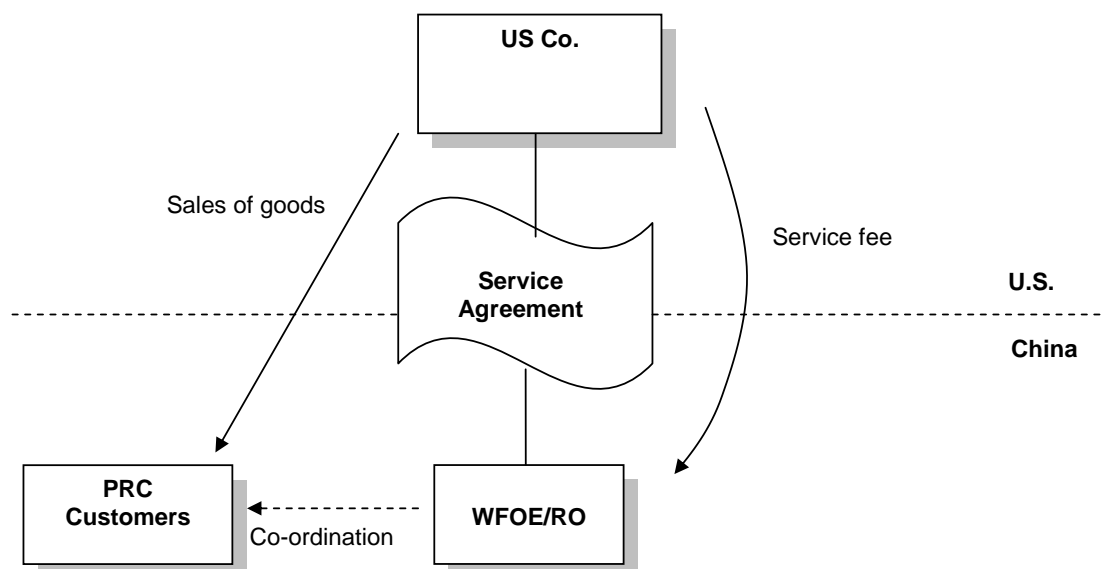 US Co.
Sales of goods
Service fee
Service
Agreement
U.S.
China
PRC
Customers
WFOE/RO
Co-ordination